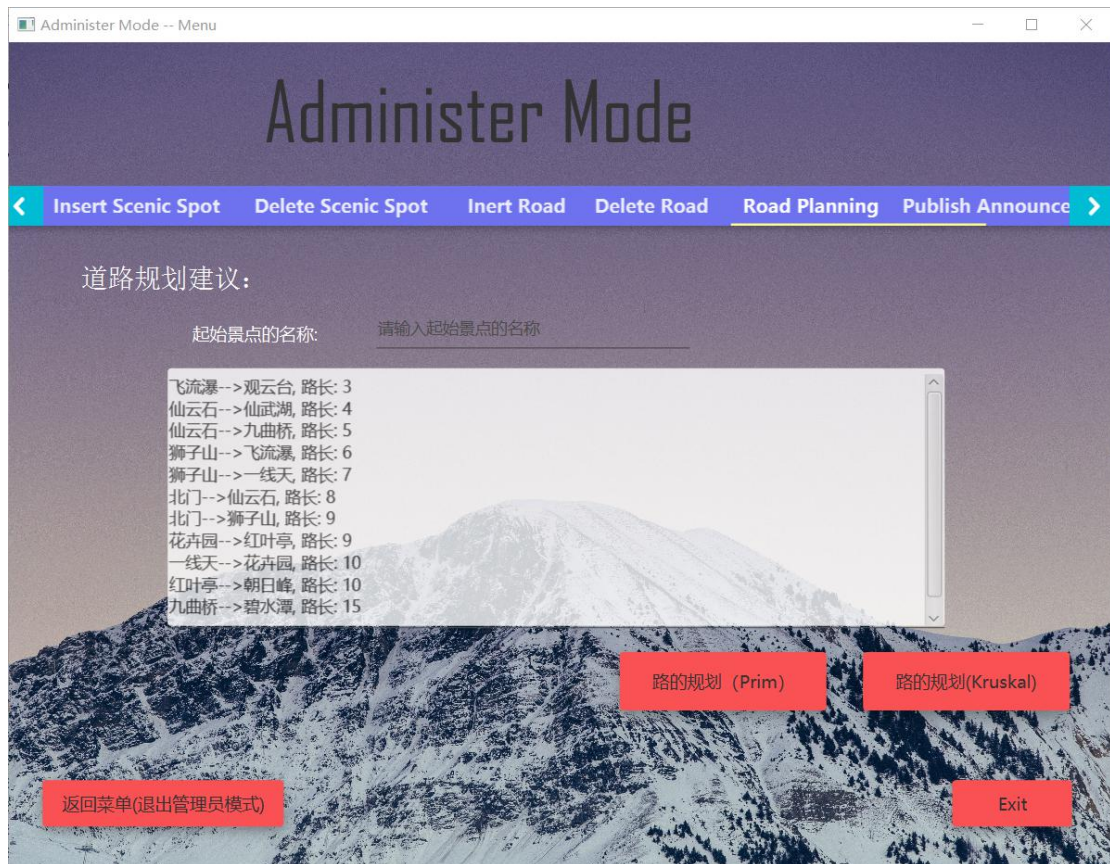 Administer Mode -- Menu
Administer Mode
Insert Scenic Spot Delete Scenic Spot Inert Road Delete Road Road Planning Publish Announce
道路规划建议:
起始景点的名称: 请输入起始景点的名称
飞流瀑-->观云台, 路长: 3
仙云石-->仙武湖, 路长: 4
仙云石-->九曲桥, 路长: 5
狮子山-->飞流瀑, 路长: 6
狮子山-->一线天, 路长: 7
北门-->仙云石, 路长: 8
北门-->狮子山, 路长: 9
花卉园-->红叶亭, 路长: 9
一线天-->花卉园, 路长: 10
红叶亭-->朝日峰, 路长: 10
九曲桥-->碧水潭, 路长: 15
路的规划（Prim） 路的规划(Kruskal)
返回菜单(退出管理员模式) Exit